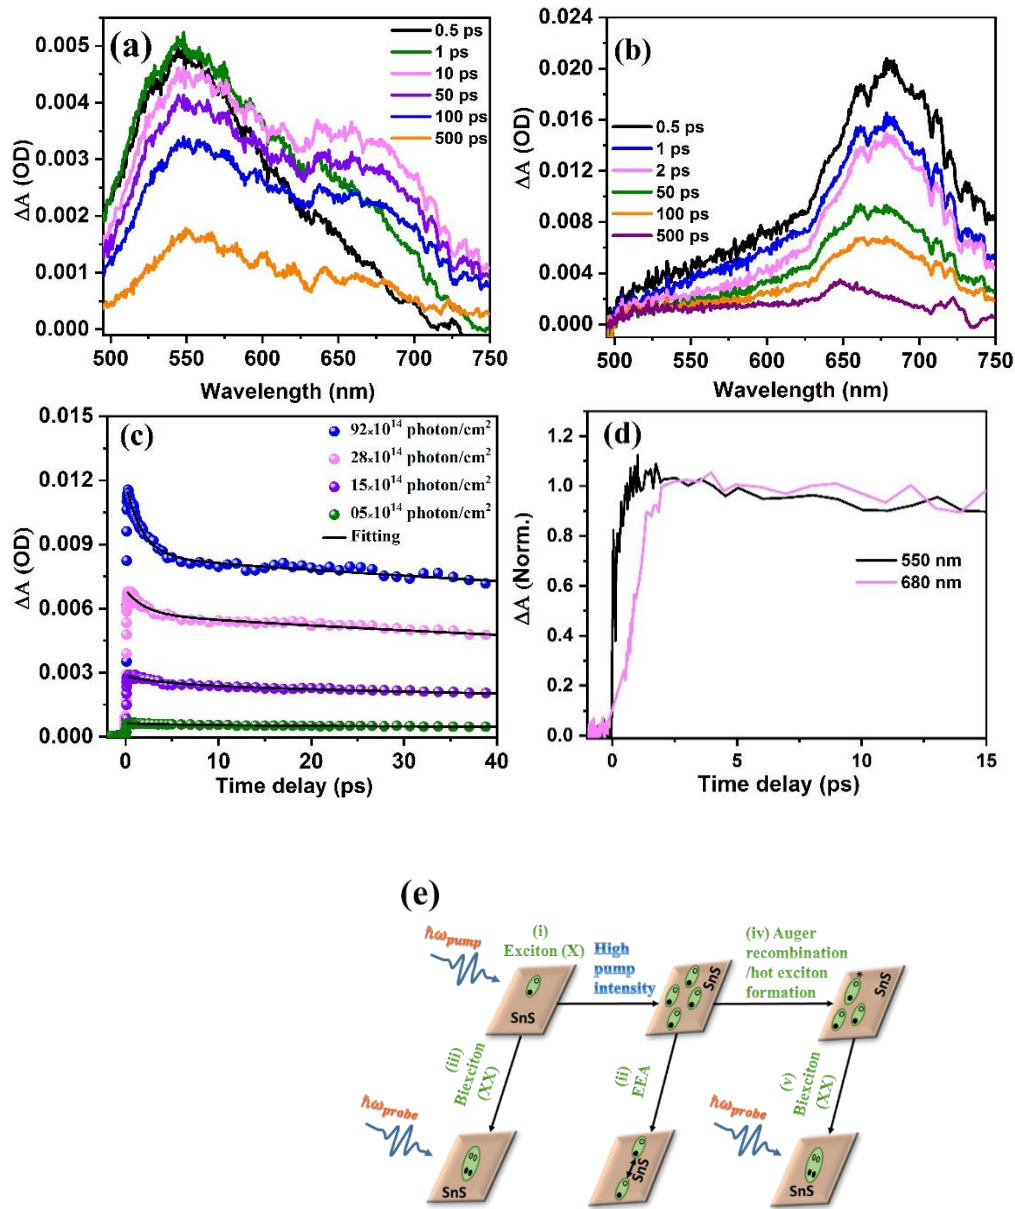 (a)
0.5 ps
1 ps
10 ps
50 ps
100 ps
500 ps
0.005
0.004
0.003
0.002
0.001
0.000
ΔA (OD)
500 550 600 650 700 750
Wavelength (nm)
(b)
0.5 ps
1 ps
2 ps
50 ps
100 ps
500 ps
0.024
0.020
0.016
0.012
0.008
0.004
0.000
ΔA (OD)
500 550 600 650 700 750
Wavelength (nm)
(c)
92×10¹⁴ photon/cm²
28×10¹⁴ photon/cm²
15×10¹⁴ photon/cm²
05×10¹⁴ photon/cm²
Fitting
0.015
0.012
0.009
0.006
0.003
0.000
ΔA (OD)
0 10 20 30 40
Time delay (ps)
(d)
550 nm
680 nm
1.2
1.0
0.8
0.6
0.4
0.2
0.0
ΔA (Norm.)
0 5 10 15
Time delay (ps)
(e)
ℏω_pump
(i)
Exciton (X)
SnS
High
pump
intensity
SnS
(iv) Auger
recombination
/hot exciton
formation
*
SnS
(iii)
Biexciton
(XX)
(ii)
EEA
(v)
Biexciton
(XX)
ℏω_probe
SnS
SnS
ℏω_probe
SnS